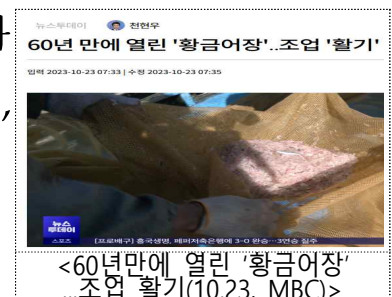 뉴스투데이 천현우
60년 만에 열린 '황금어장'..조업 '활기'
입력 2023-10-23 07:33 | 수정 2023-10-23 07:35
뉴스
투데이
스포츠 [프로배구] 흥국생명, 페퍼저축은행에 3-0 완승…3연승 질주
<60년만에 열린 '황금어장'
...조업 활기(10.23, MBC)>